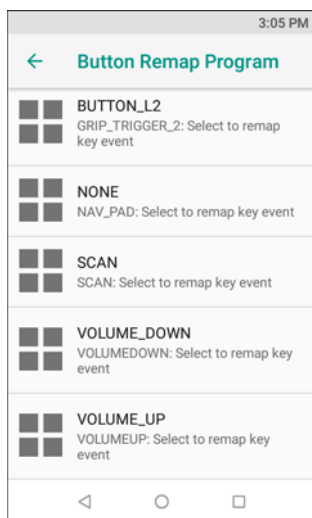 3:05 PM
Button Remap Program
BUTTON_L2
GRIP_TRIGGER_2: Select to remap
key event
NONE
NAV_PAD: Select to remap key event
SCAN
SCAN: Select to remap key event
VOLUME_DOWN
VOLUMEDOWN: Select to remap key
event
VOLUME_UP
VOLUMEUP: Select to remap key
event